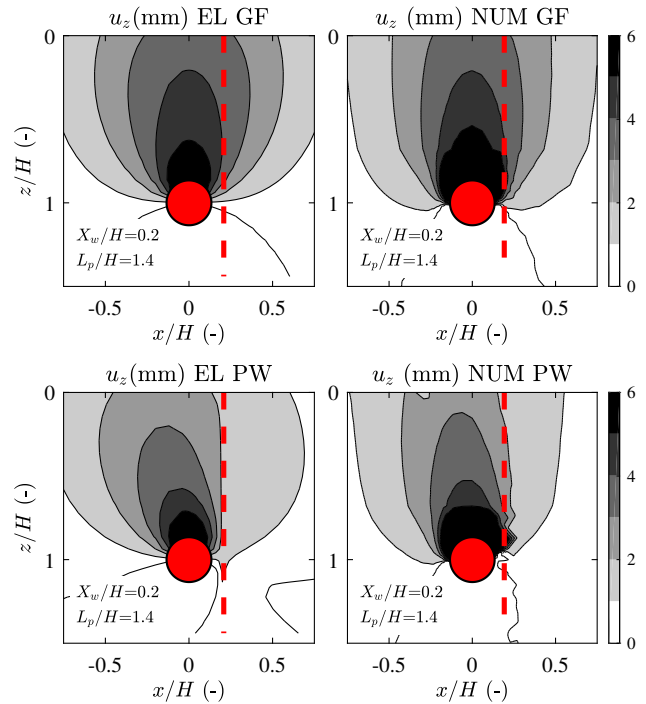 u_z(mm) EL GF
u_z (mm) NUM GF
0
1
z/H (-)
X_w/H=0.2
L_p/H=1.4
-0.5 0 0.5
x/H (-)
0
1
X_w/H=0.2
L_p/H=1.4
-0.5 0 0.5
x/H (-)
6
4
2
0
u_z(mm) EL PW
u_z (mm) NUM PW
0
1
z/H (-)
X_w/H=0.2
L_p/H=1.4
-0.5 0 0.5
x/H (-)
0
1
X_w/H=0.2
L_p/H=1.4
-0.5 0 0.5
x/H (-)
6
4
2
0